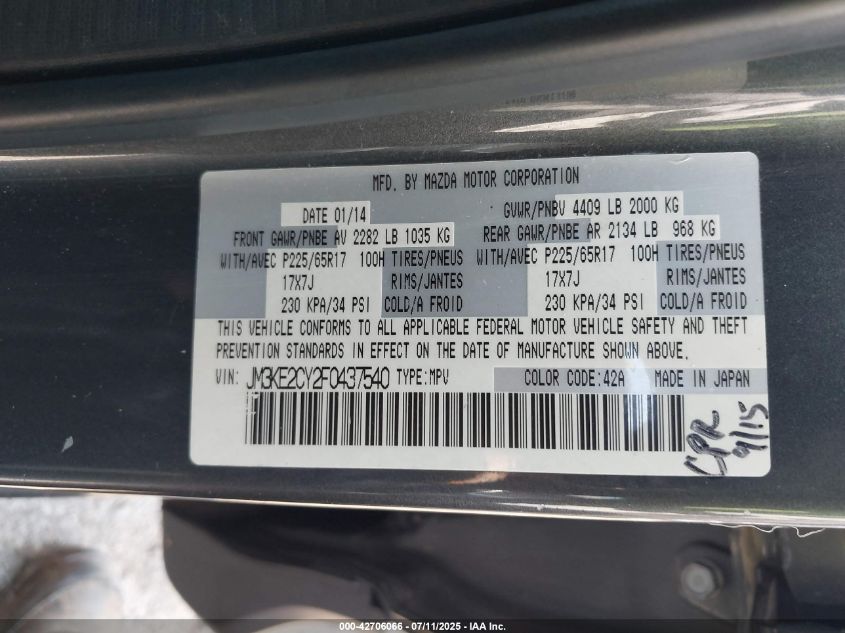 MFD. BY MAZDA MOTOR CORPORATION
DATE 01/14 GVWR/PNBV 4409 LB 2000 KG
FRONT GAWR/PNBE AV 2282 LB 1035 KG REAR GAWR/PNBE AR 2134 LB 968 KG
WITH/AVEC P225/65R17 100H TIRES/PNEUS WITH/AVEC P225/65R17 100H TIRES/PNEUS
17X7J RIMS/JANTES 17X7J RIMS/JANTES
230 KPA/34 PSI COLD/A FROID 230 KPA/34 PSI COLD/A FROID
THIS VEHICLE CONFORMS TO ALL APPLICABLE FEDERAL MOTOR VEHICLE SAFETY AND THEFT
PREVENTION STANDARDS IN EFFECT ON THE DATE OF MANUFACTURE SHOWN ABOVE.
VIN: JM3KE2CY2F0437540 TYPE:MPV COLOR CODE:42A MADE IN JAPAN
CPR
9/15
000-42706066 - 07/11/2025 - IAA Inc.